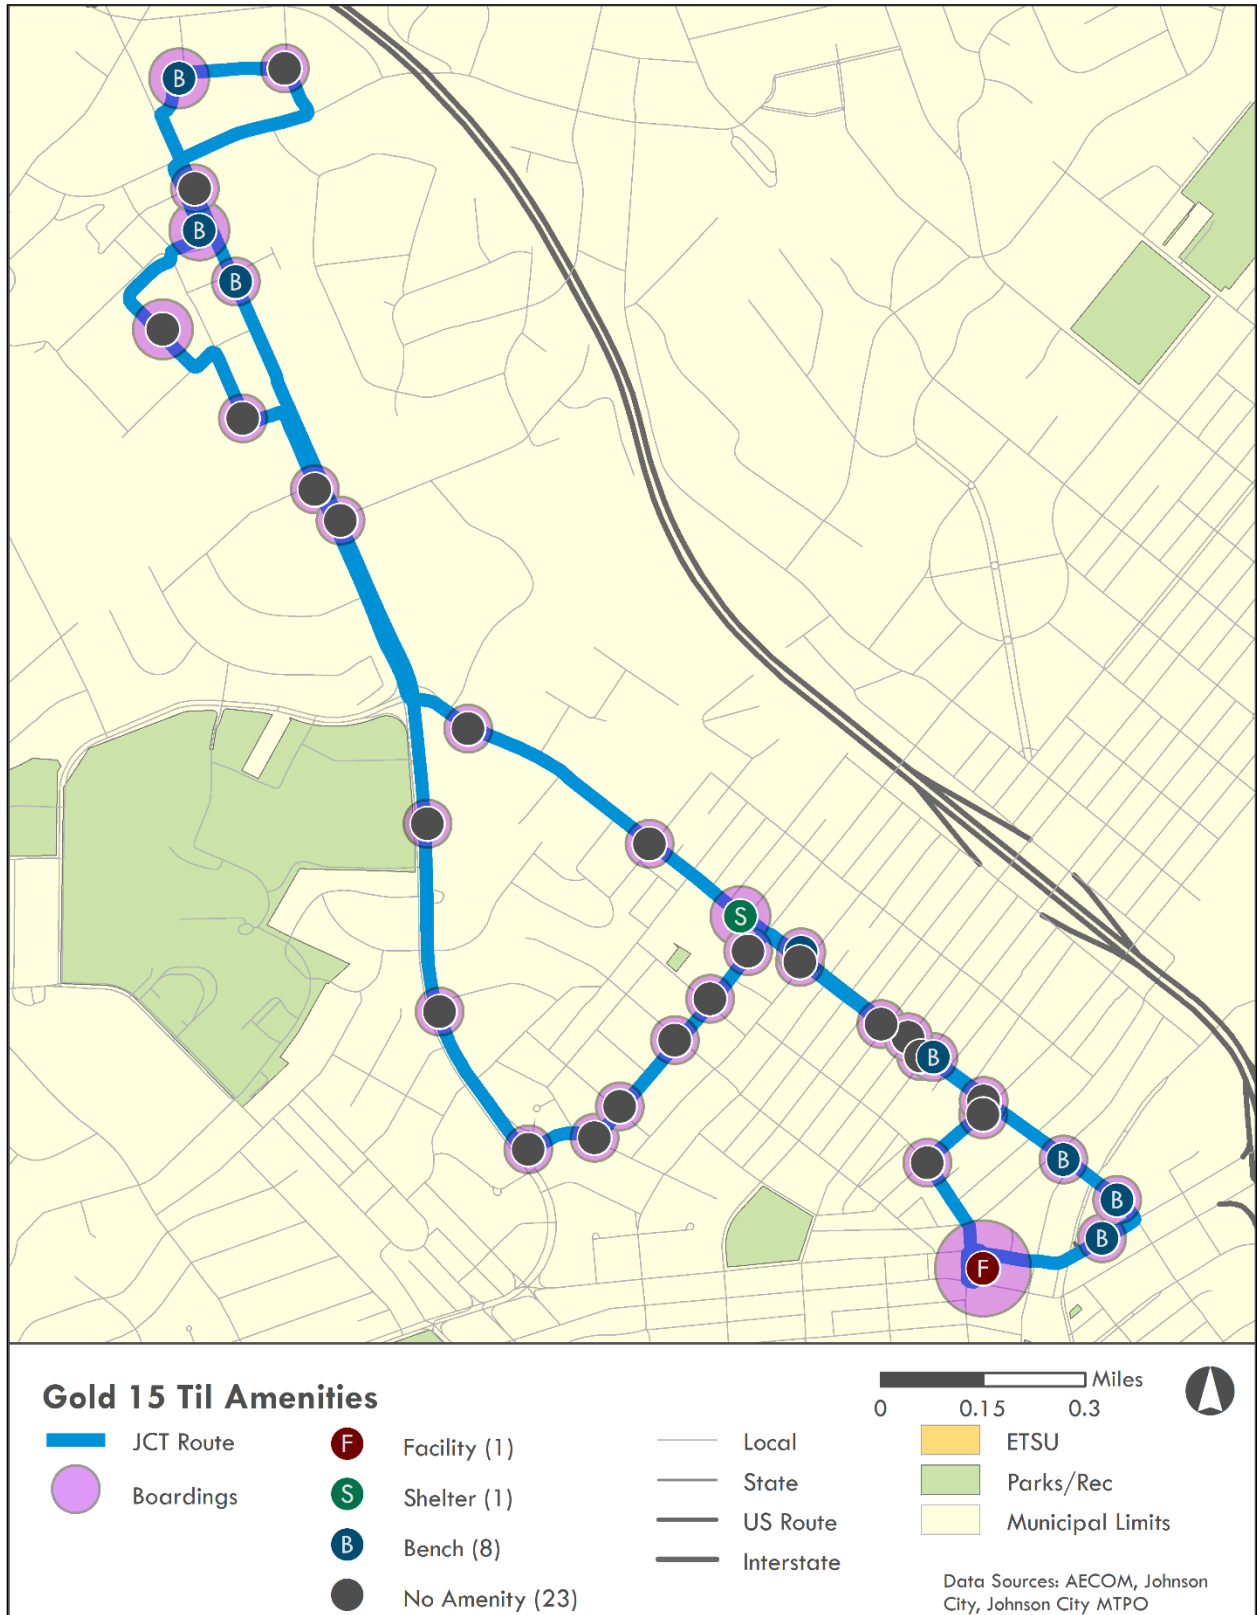 B
B
B
S
B
B
B
B
F
Gold 15 Til Amenities
JCT Route
Boardings
F Facility (1)
S Shelter (1)
B Bench (8)
No Amenity (23)
Local
State
US Route
Interstate
Miles
0 0.15 0.3
ETSU
Parks/Rec
Municipal Limits
Data Sources: AECOM, Johnson
City, Johnson City MTPO